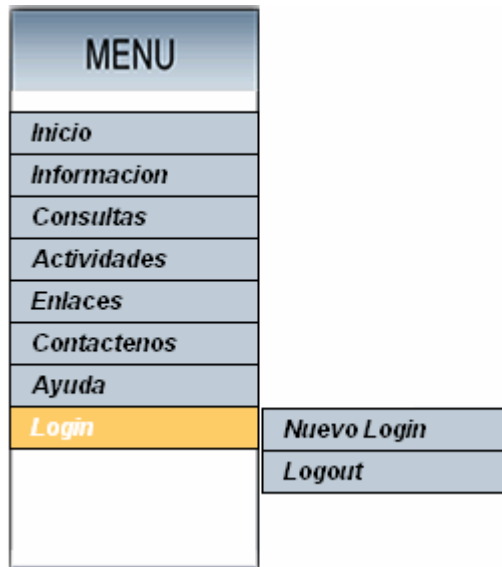 MENU
Inicio
Informacion
Consultas
Actividades
Enlaces
Contactenos
Ayuda
Login
Nuevo Login
Logout